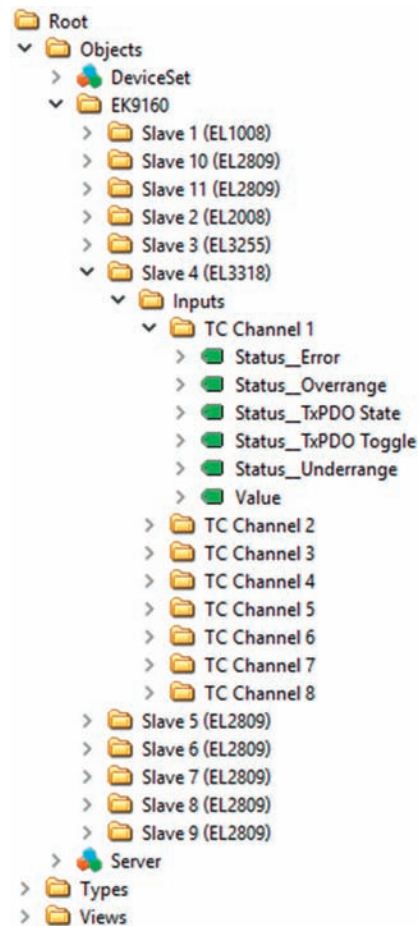 Root
Objects
DeviceSet
EK9160
Slave 1 (EL1008)
Slave 10 (EL2809)
Slave 11 (EL2809)
Slave 2 (EL2008)
Slave 3 (EL3255)
Slave 4 (EL3318)
Inputs
TC Channel 1
Status__Error
Status__Overrange
Status__TxPDO State
Status__TxPDO Toggle
Status__Underrange
Value
TC Channel 2
TC Channel 3
TC Channel 4
TC Channel 5
TC Channel 6
TC Channel 7
TC Channel 8
Slave 5 (EL2809)
Slave 6 (EL2809)
Slave 7 (EL2809)
Slave 8 (EL2809)
Slave 9 (EL2809)
Server
Types
Views